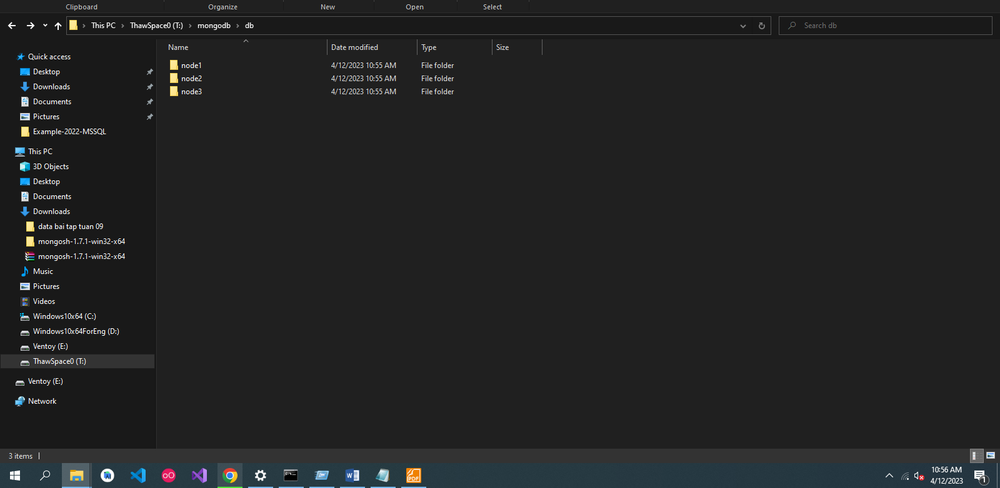 Clipboard Organize New Open Select
This PC ThawSpace0 (T:) mongodb db
Search db
Name Date modified Type Size
node1 4/12/2023 10:55 AM File folder
node2 4/12/2023 10:55 AM File folder
node3 4/12/2023 10:55 AM File folder
Quick access
Desktop
Downloads
Documents
Pictures
Example-2022-MSSQL
This PC
3D Objects
Desktop
Documents
Downloads
data bai tap tuan 09
mongosh-1.7.1-win32-x64
mongosh-1.7.1-win32-x64
Music
Pictures
Videos
Windows10x64 (C:)
Windows10x64ForEng (D:)
Ventoy (E:)
ThawSpace0 (T:)
Ventoy (E:)
Network
3 items
PDF
10:56 AM
4/12/2023
1